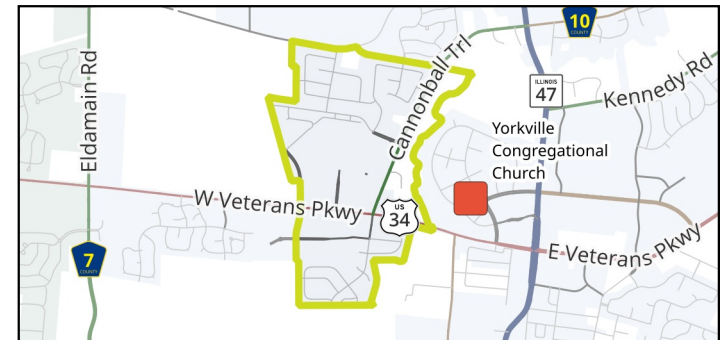 10
COUNTY
Cannonball Trl
Eldamain Rd
ILLINOIS
47
Kennedy Rd
Yorkville
Congregational
Church
W Veterans Pkwy
US
34
E Veterans Pkwy
7
COUNTY